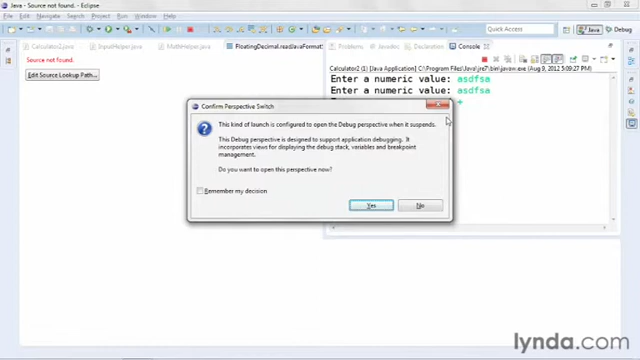 Java - Source not found. - Eclipse
File Edit Navigate Search Project Run Window Help
Quick Access
Java
Debug
Calculator2.java
InputHelper.java
MathHelper.java
FloatingDecimal.readJavaFormat
Problems
Javadoc
Declaration
Console
Source not found.
Edit Source Lookup Path...
Calculator2 (1) [Java Application] C:\Program Files\Java\jre7\bin\javaw.exe (Aug 9, 2012 5:09:27 PM)
Enter a numeric value: asdfsa
Enter a numeric value: asdfsa
Confirm Perspective Switch
This kind of launch is configured to open the Debug perspective when it suspends.
This Debug perspective is designed to support application debugging. It
incorporates views for displaying the debug stack, variables and breakpoint
management.
Do you want to open this perspective now?
Remember my decision
Yes
No
lynda.com